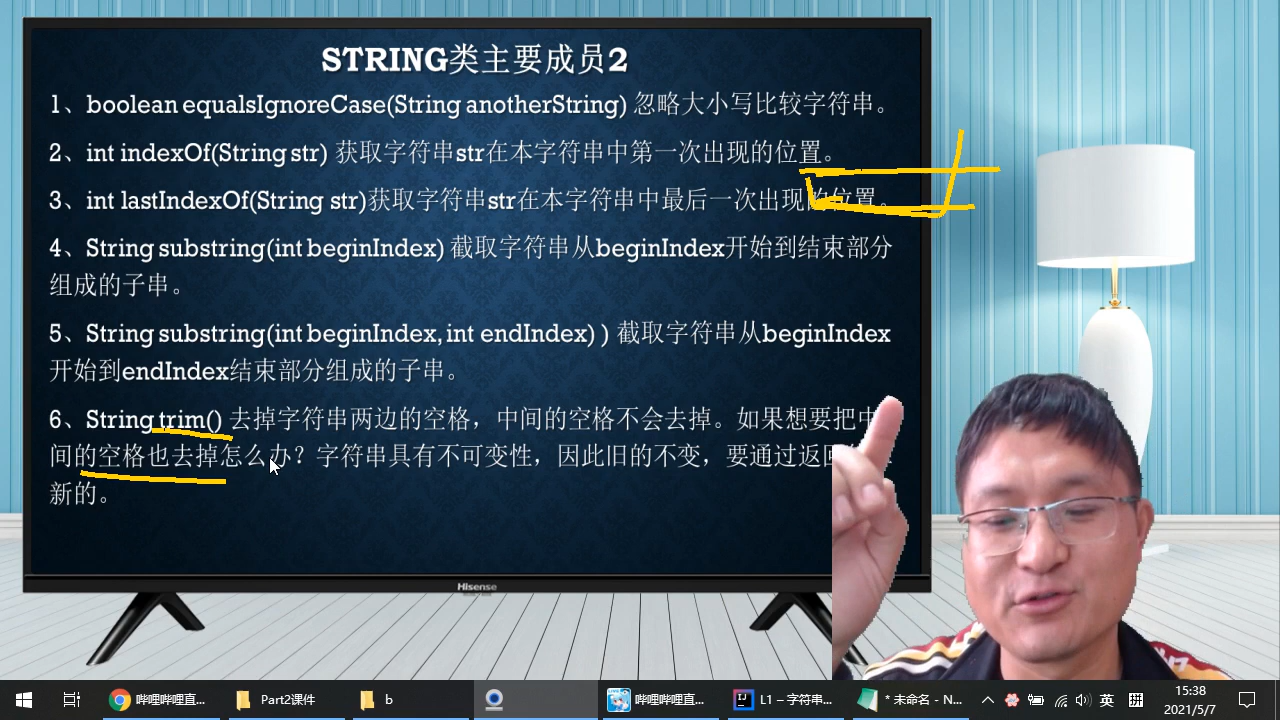 STRING类主要成员2
1、boolean equalsIgnoreCase(String anotherString) 忽略大小写比较字符串。
2、int indexOf(String str) 获取字符串str在本字符串中第一次出现的位置。
3、int lastIndexOf(String str)获取字符串str在本字符串中最后一次出现的位置。
4、String substring(int beginIndex) 截取字符串从beginIndex开始到结束部分
组成的子串。
5、String substring(int beginIndex, int endIndex) ) 截取字符串从beginIndex
开始到endIndex结束部分组成的子串。
6、String trim() 去掉字符串两边的空格，中间的空格不会去掉。如果想要把中
间的空格也去掉怎么办？字符串具有不可变性，因此旧的不变，要通过返回
新的。
Hisense
哔哩哔哩直...
Part2课件
b
哔哩哔哩直...
L1 – 字符串...
* 未命名 - N...
英
拼
15:38
2021/5/7